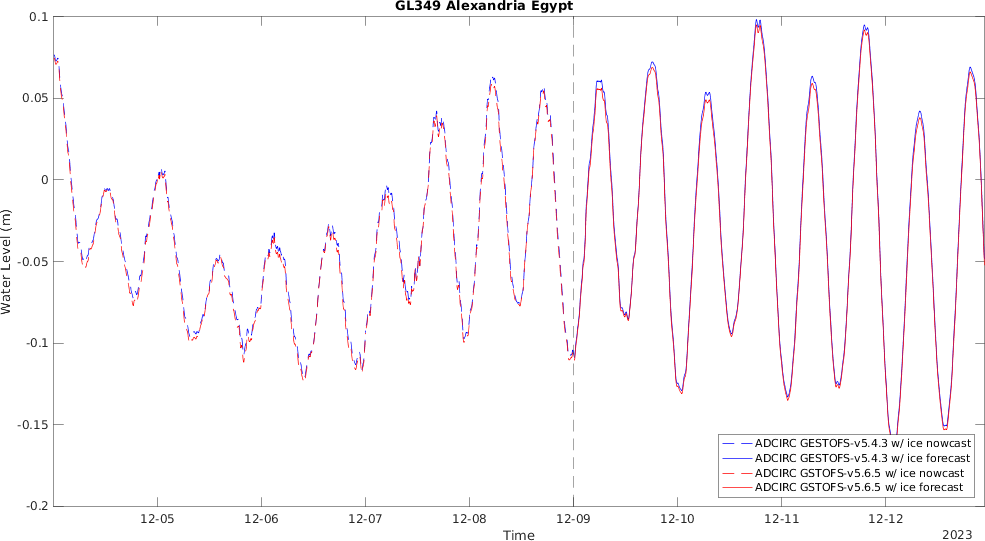 GL349 Alexandria Egypt
0.1
0.05
0
-0.05
-0.1
-0.15
-0.2
Water Level (m)
12-05 12-06 12-07 12-08 12-09 12-10 12-11 12-12
Time
2023
ADCIRC GESTOFS-v5.4.3 w/ ice nowcast
ADCIRC GESTOFS-v5.4.3 w/ ice forecast
ADCIRC GSTOFS-v5.6.5 w/ ice nowcast
ADCIRC GSTOFS-v5.6.5 w/ ice forecast